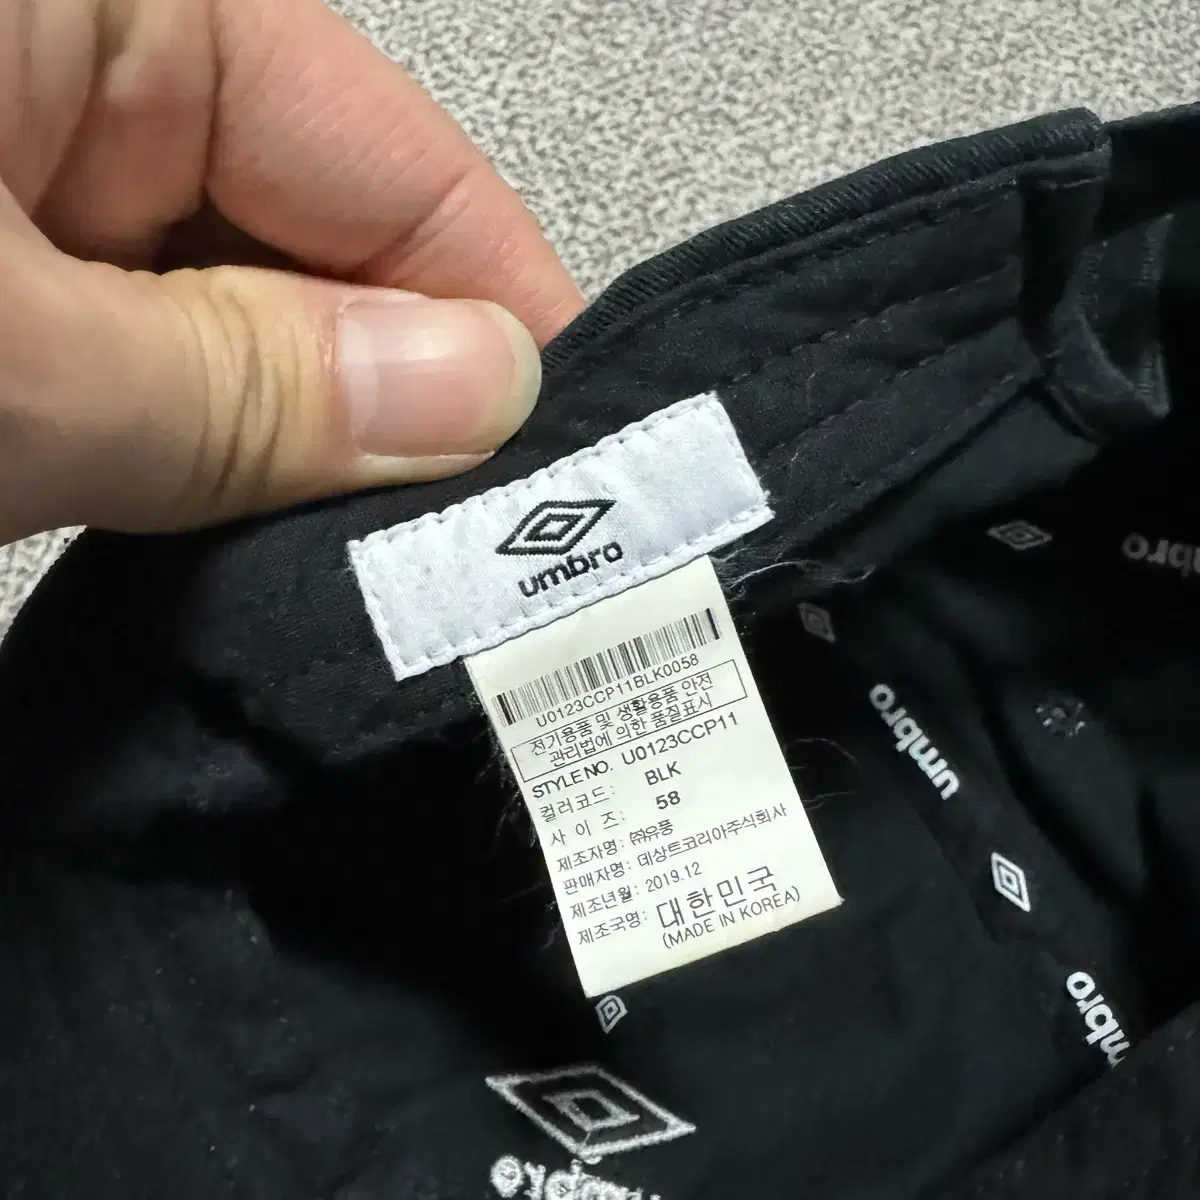 umbro
U0123CCP11BLK0058
전기용품 및 생활용품 안전
관리법에 의한 품질표시
STYLE NO. U0123CCP11
컬러코드: BLK
사 이 즈: 58
제조자명: ㈜유풍
판매자명: 데상트코리아주식회사
제조년월: 2019.12
제조국명: 대한민국
(MADE IN KOREA)
umbro
umbro
umbro